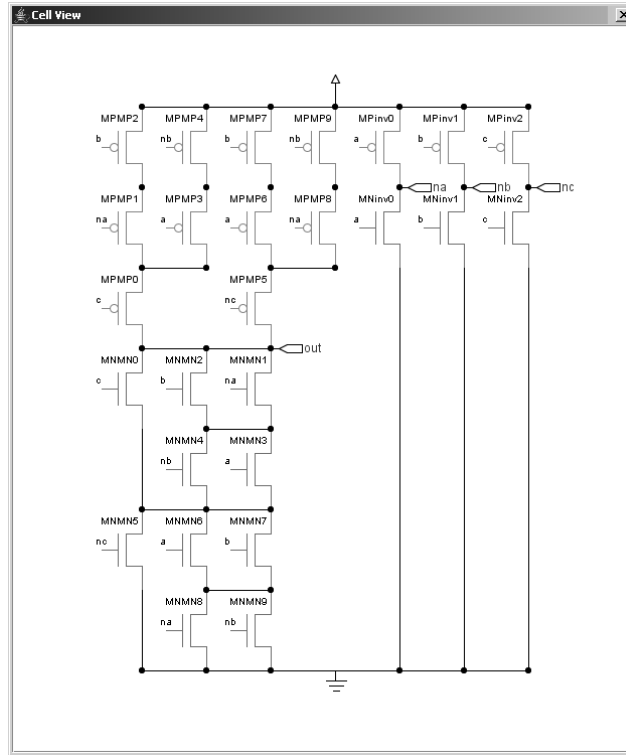 Cell View
MPMP2 MPMP4 MPMP7 MPMP9 MPinv0 MPinv1 MPinv2
b nb b nb a b c
na nb nc
MPMP1 MPMP3 MPMP6 MPMP8 MNinv0 MNinv1 MNinv2
na a a na a b c
MPMP0 MPMP5
c nc
out
MNMN0 MNMN2 MNMN1
c b na
MNMN4 MNMN3
nb a
MNMN5 MNMN6 MNMN7
nc a b
MNMN8 MNMN9
na nb